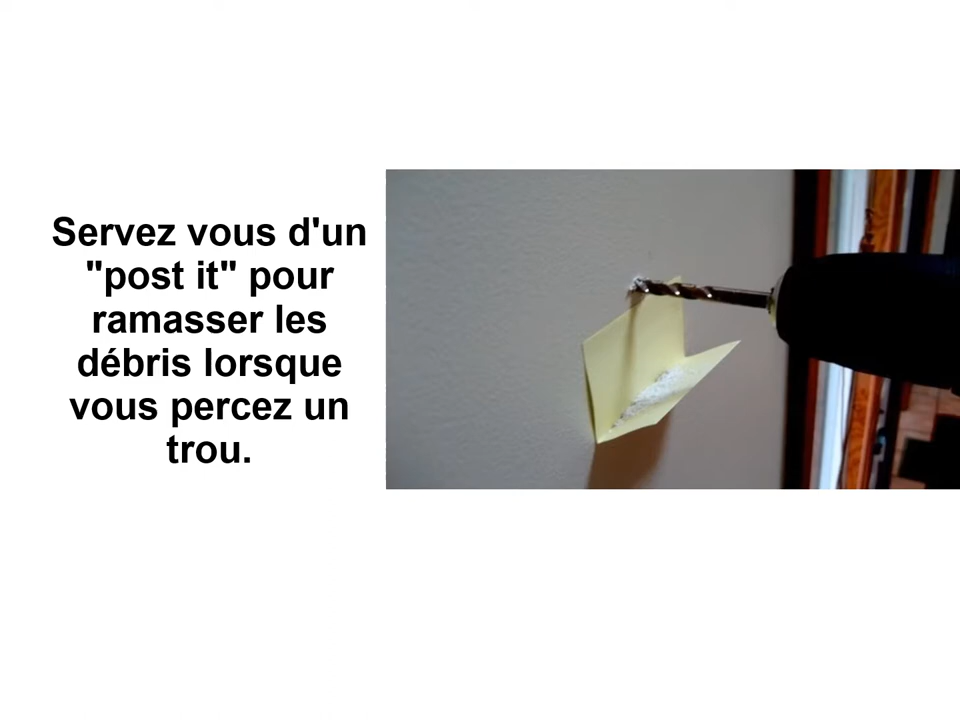 Servez vous d'un
"post it" pour
ramasser les
débris lorsque
vous percez un
trou.